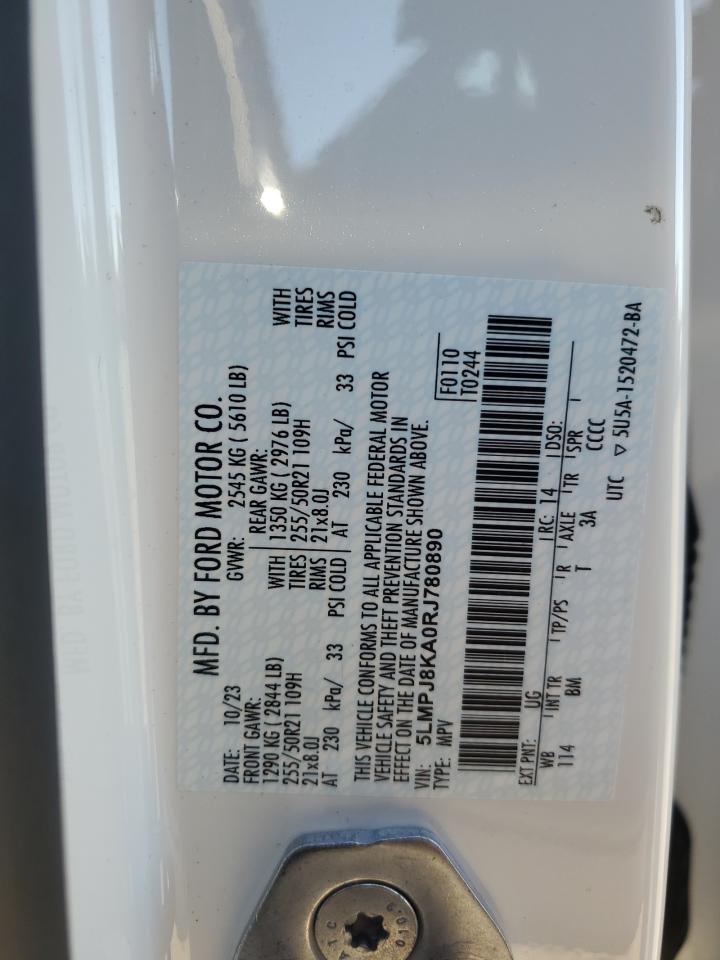 MFD. BY FORD MOTOR CO.
DATE: 10/23 GVWR: 2545 KG ( 5610 LB)
FRONT GAWR: REAR GAWR:
1290 KG ( 2844 LB) WITH 1350 KG ( 2976 LB) WITH
255/50R21 109H TIRES 255/50R21 109H TIRES
21x8.0J RIMS 21x8.0J RIMS
AT 230 kPa/ 33 PSI COLD AT 230 kPa/ 33 PSI COLD
THIS VEHICLE CONFORMS TO ALL APPLICABLE FEDERAL MOTOR
VEHICLE SAFETY AND THEFT PREVENTION STANDARDS IN
EFFECT ON THE DATE OF MANUFACTURE SHOWN ABOVE.
VIN: 5LMPJ8KA0RJ780890 F0110
TYPE: MPV T0244
EXT PNT: UG RC: 14 DSO:
WB INT TR TP/PS R AXLE TR SPR
114 BM T 3A CCCC
UTC ▽ 5U5A-1520472-BA